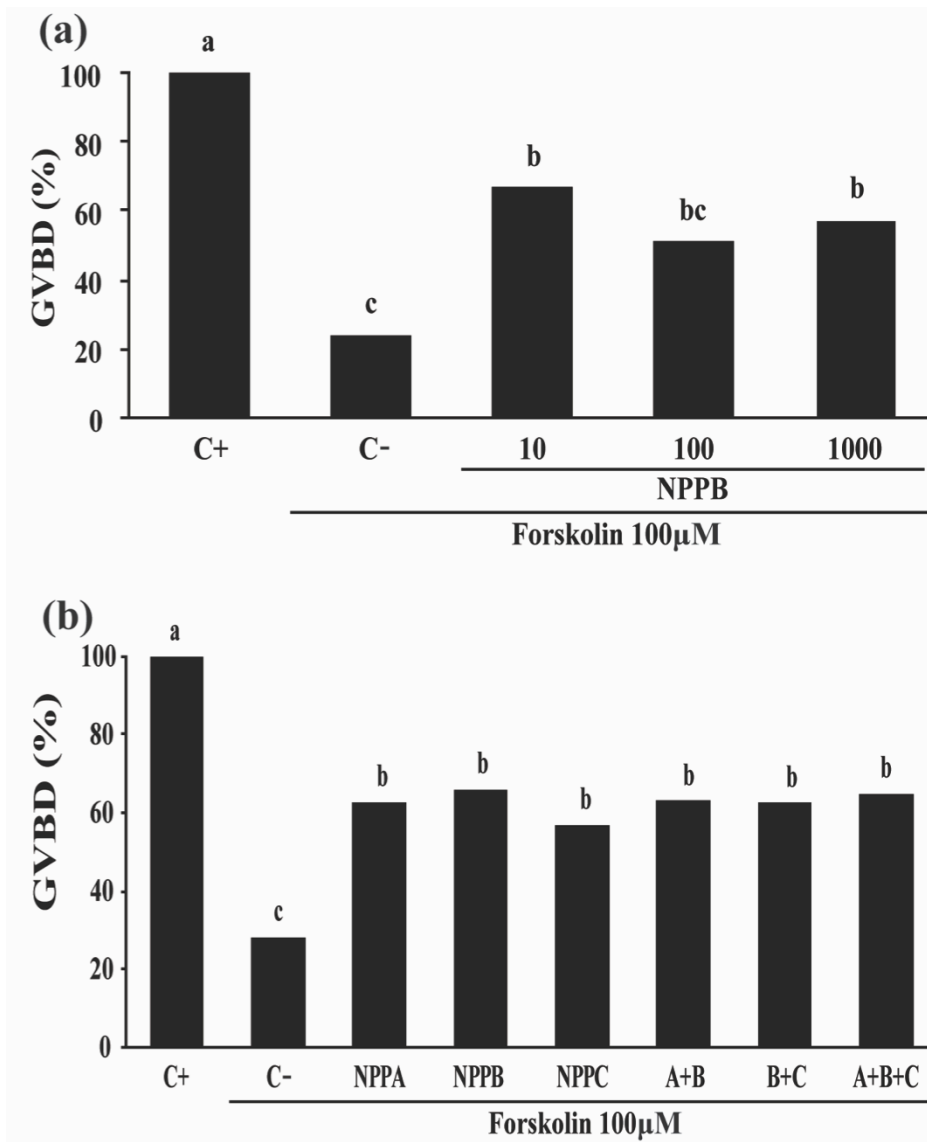 (a)
a
100
b
80
b
bc
60
GVBD (%)
40
c
20
0
C+ C- 10 100 1000
NPPB
Forskolin 100μM
(b)
a
100
80
b b b b b
b
60
GVBD (%)
40
c
20
0
C+ C- NPPA NPPB NPPC A+B B+C A+B+C
Forskolin 100μM